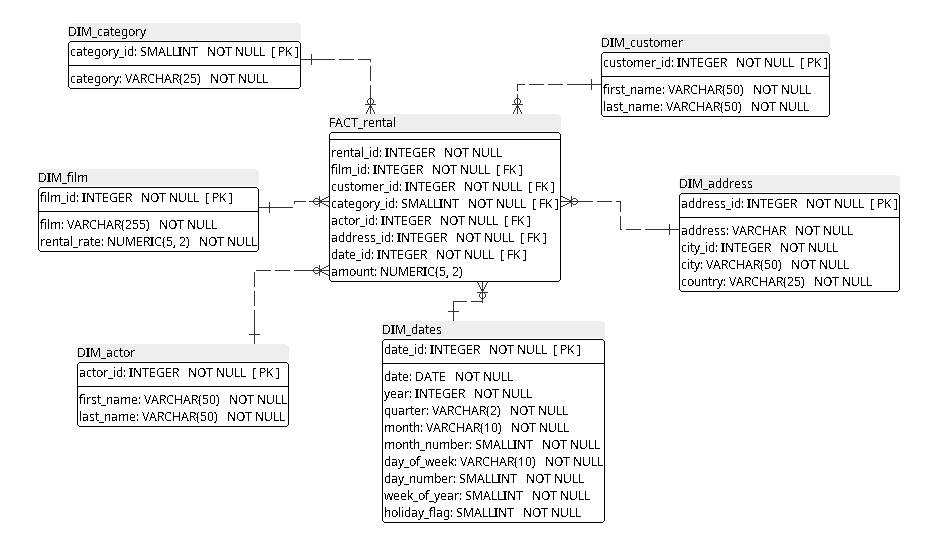 DIM_category
category_id: SMALLINT NOT NULL [ PK ]
category: VARCHAR(25) NOT NULL
DIM_customer
customer_id: INTEGER NOT NULL [ PK ]
first_name: VARCHAR(50) NOT NULL
last_name: VARCHAR(50) NOT NULL
FACT_rental
rental_id: INTEGER NOT NULL
film_id: INTEGER NOT NULL [ FK ]
customer_id: INTEGER NOT NULL [ FK ]
category_id: SMALLINT NOT NULL [ FK ]
actor_id: INTEGER NOT NULL [ FK ]
address_id: INTEGER NOT NULL [ FK ]
date_id: INTEGER NOT NULL [ FK ]
amount: NUMERIC(5, 2)
DIM_film
film_id: INTEGER NOT NULL [ PK ]
film: VARCHAR(255) NOT NULL
rental_rate: NUMERIC(5, 2) NOT NULL
DIM_address
address_id: INTEGER NOT NULL [ PK ]
address: VARCHAR NOT NULL
city_id: INTEGER NOT NULL
city: VARCHAR(50) NOT NULL
country: VARCHAR(25) NOT NULL
DIM_actor
actor_id: INTEGER NOT NULL [ PK ]
first_name: VARCHAR(50) NOT NULL
last_name: VARCHAR(50) NOT NULL
DIM_dates
date_id: INTEGER NOT NULL [ PK ]
date: DATE NOT NULL
year: INTEGER NOT NULL
quarter: VARCHAR(2) NOT NULL
month: VARCHAR(10) NOT NULL
month_number: SMALLINT NOT NULL
day_of_week: VARCHAR(10) NOT NULL
day_number: SMALLINT NOT NULL
week_of_year: SMALLINT NOT NULL
holiday_flag: SMALLINT NOT NULL